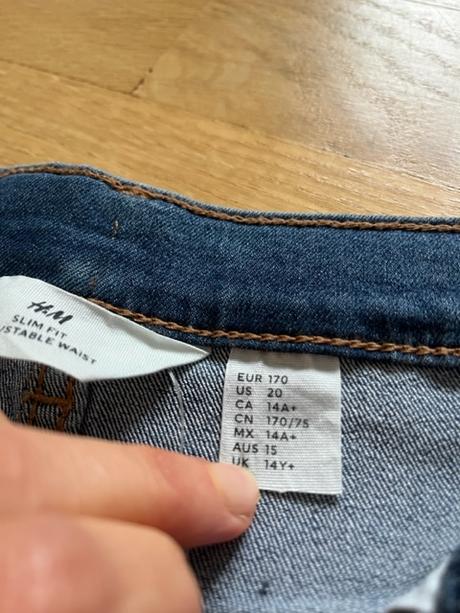 H&M
SLIM FIT
USTABLE WAIST
EUR 170
US 20
CA 14A+
CN 170/75
MX 14A+
AUS 15
UK 14Y+